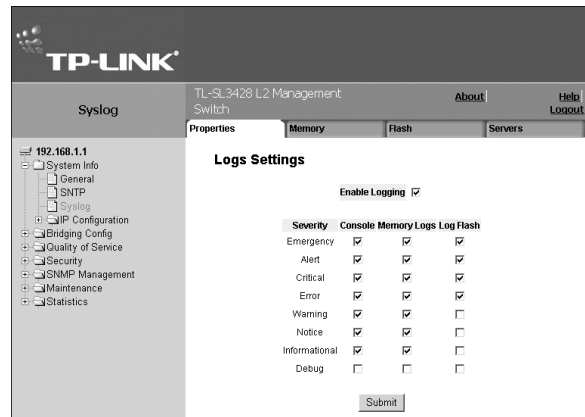 TP-LINK
Syslog
TL-SL3428 L2 Management
Switch
About
Help
Logout
Properties
Memory
Flash
Servers
192.168.1.1
System Info
General
SNTP
Syslog
IP Configuration
Bridging Config
Quality of Service
Security
SNMP Management
Maintenance
Statistics
Logs Settings
Enable Logging
Severity Console Memory Logs Log Flash
Emergency
Alert
Critical
Error
Warning
Notice
Informational
Debug
Submit